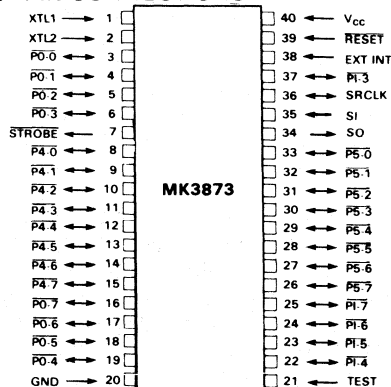 XTL1 1 40 VCC
XTL2 2 39 RESET
P0-0 3 38 EXT INT
P0-1 4 37 PI-3
P0-2 5 36 SRCLK
P0-3 6 35 SI
STROBE 7 34 SO
P4-0 8 33 P5-0
P4-1 9 32 P5-1
P4-2 10 MK3873 31 P5-2
P4-3 11 30 P5-3
P4-4 12 29 P5-4
P4-5 13 28 P5-5
P4-6 14 27 P5-6
P4-7 15 26 P5-7
P0-7 16 25 PI-7
P0-6 17 24 PI-6
P0-5 18 23 PI-5
P0-4 19 22 PI-4
GND 20 21 TEST